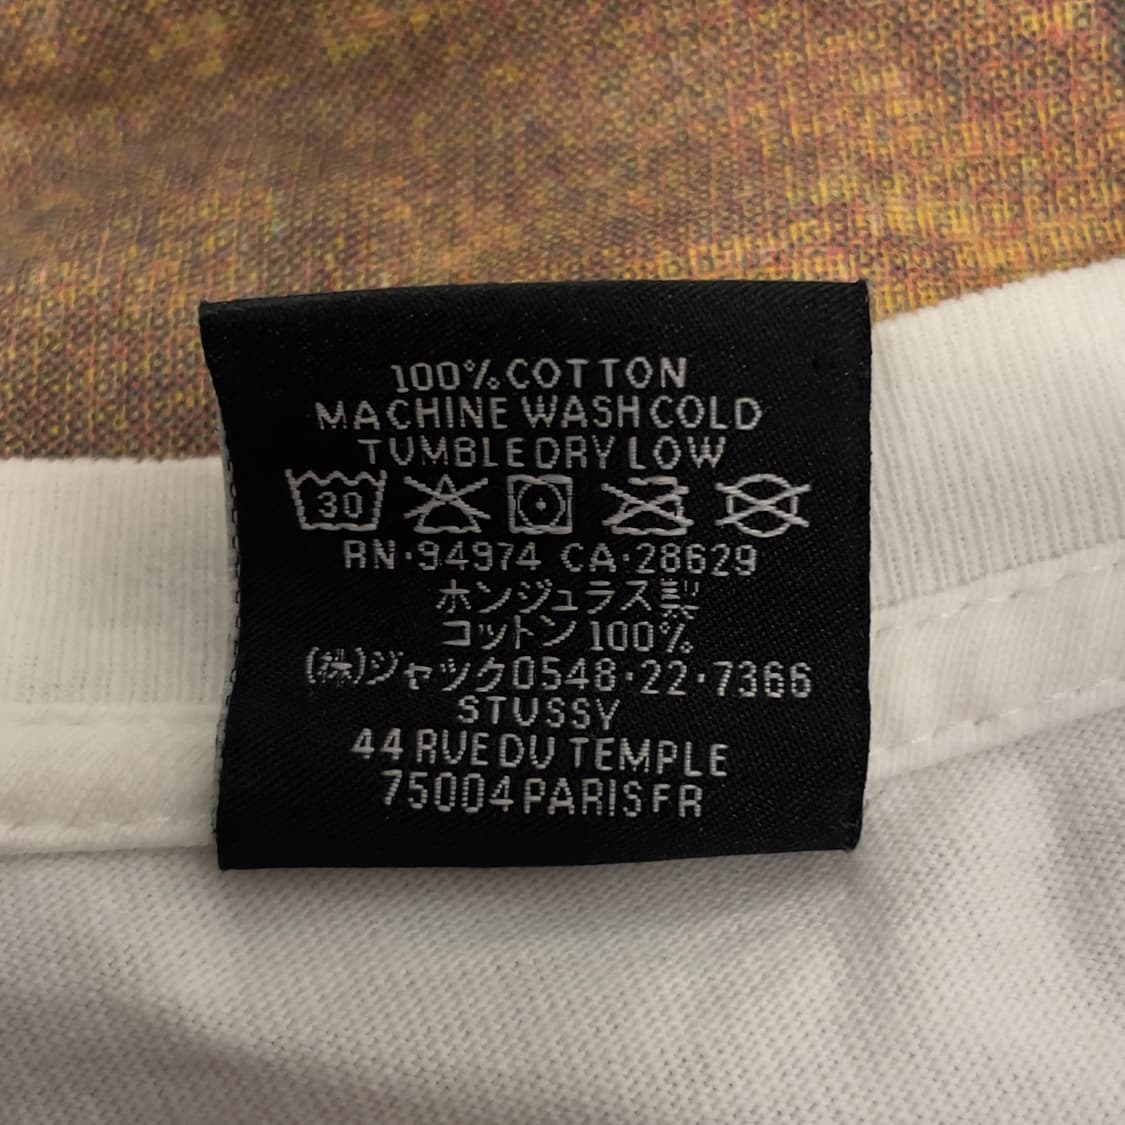 100% COTTON
MACHINE WASH COLD
TUMBLE DRY LOW
30
RN·94974 CA·28629
ホンジュラス製
コットン 100%
(株)ジャック0548·22·7366
STUSSY
44 RUE DU TEMPLE
75004 PARIS FR